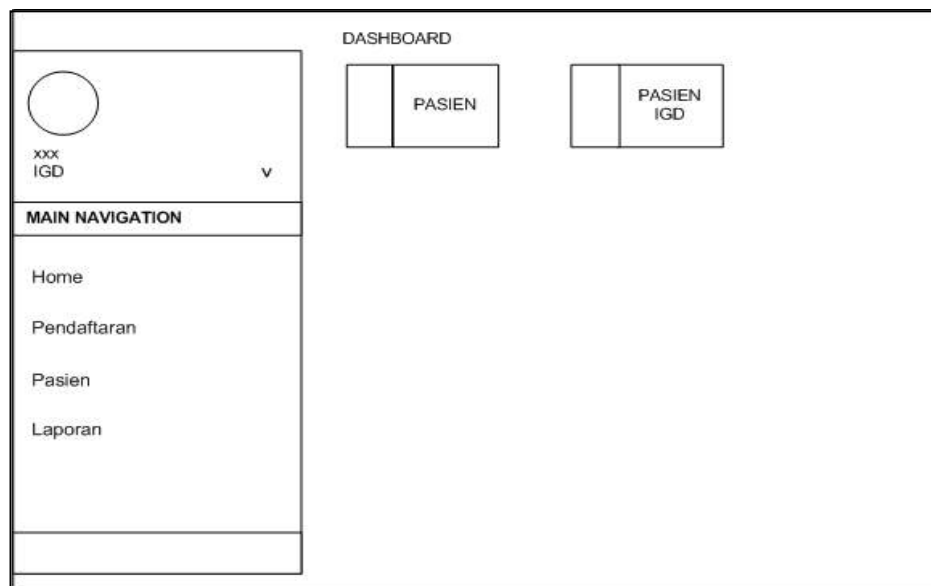 DASHBOARD
PASIEN
PASIEN
IGD
xxx
IGD
v
MAIN NAVIGATION
Home
Pendaftaran
Pasien
Laporan